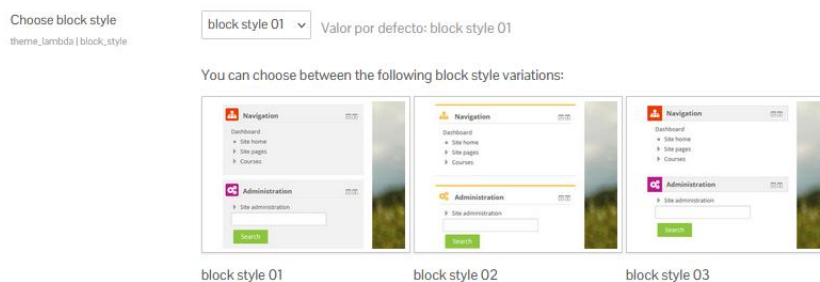 Choose block style
theme_lambda | block_style
block style 01
Valor por defecto: block style 01
You can choose between the following block style variations:
Navigation
Dashboard
Site home
Site pages
Courses
Administration
Site administration
Search
block style 01
Navigation
Dashboard
Site home
Site pages
Courses
Administration
Site administration
Search
block style 02
Navigation
Dashboard
Site home
Site pages
Courses
Administration
Site administration
Search
block style 03